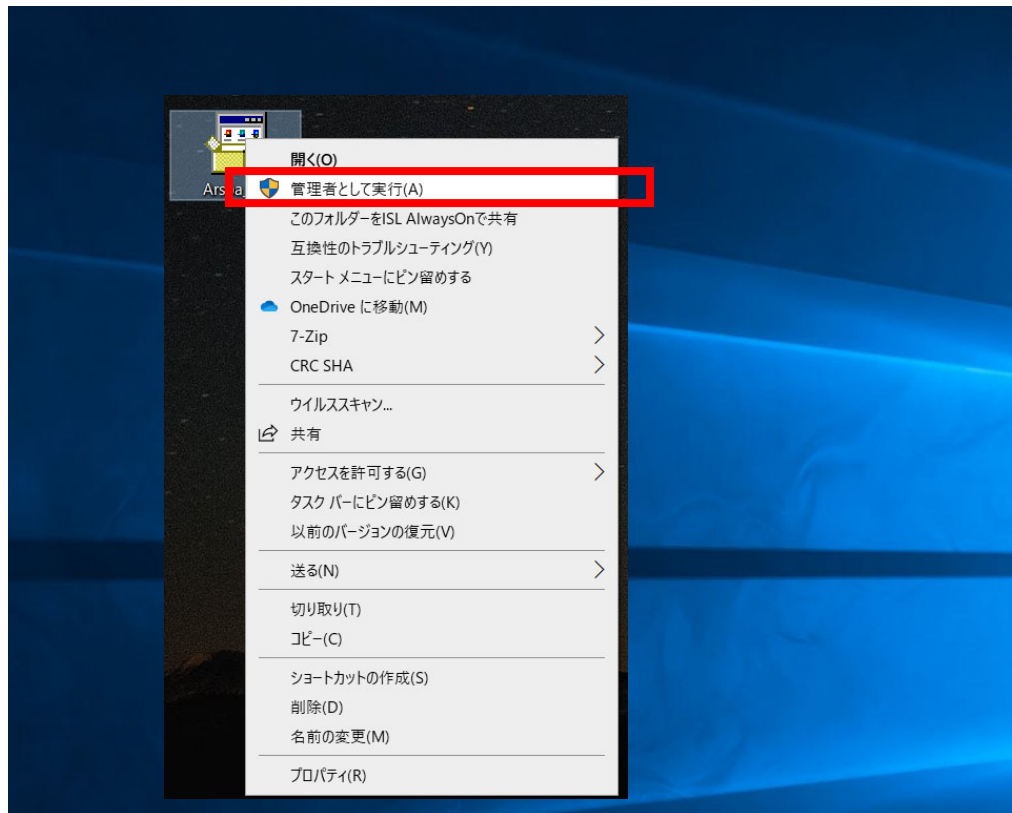 開く(O)
管理者として実行(A)
このフォルダーをISL AlwaysOnで共有
互換性のトラブルシューティング(Y)
スタート メニューにピン留めする
OneDrive に移動(M)
7-Zip
CRC SHA
ウイルススキャン...
共有
アクセスを許可する(G)
タスク バーにピン留めする(K)
以前のバージョンの復元(V)
送る(N)
切り取り(T)
コピー(C)
ショートカットの作成(S)
削除(D)
名前の変更(M)
プロパティ(R)